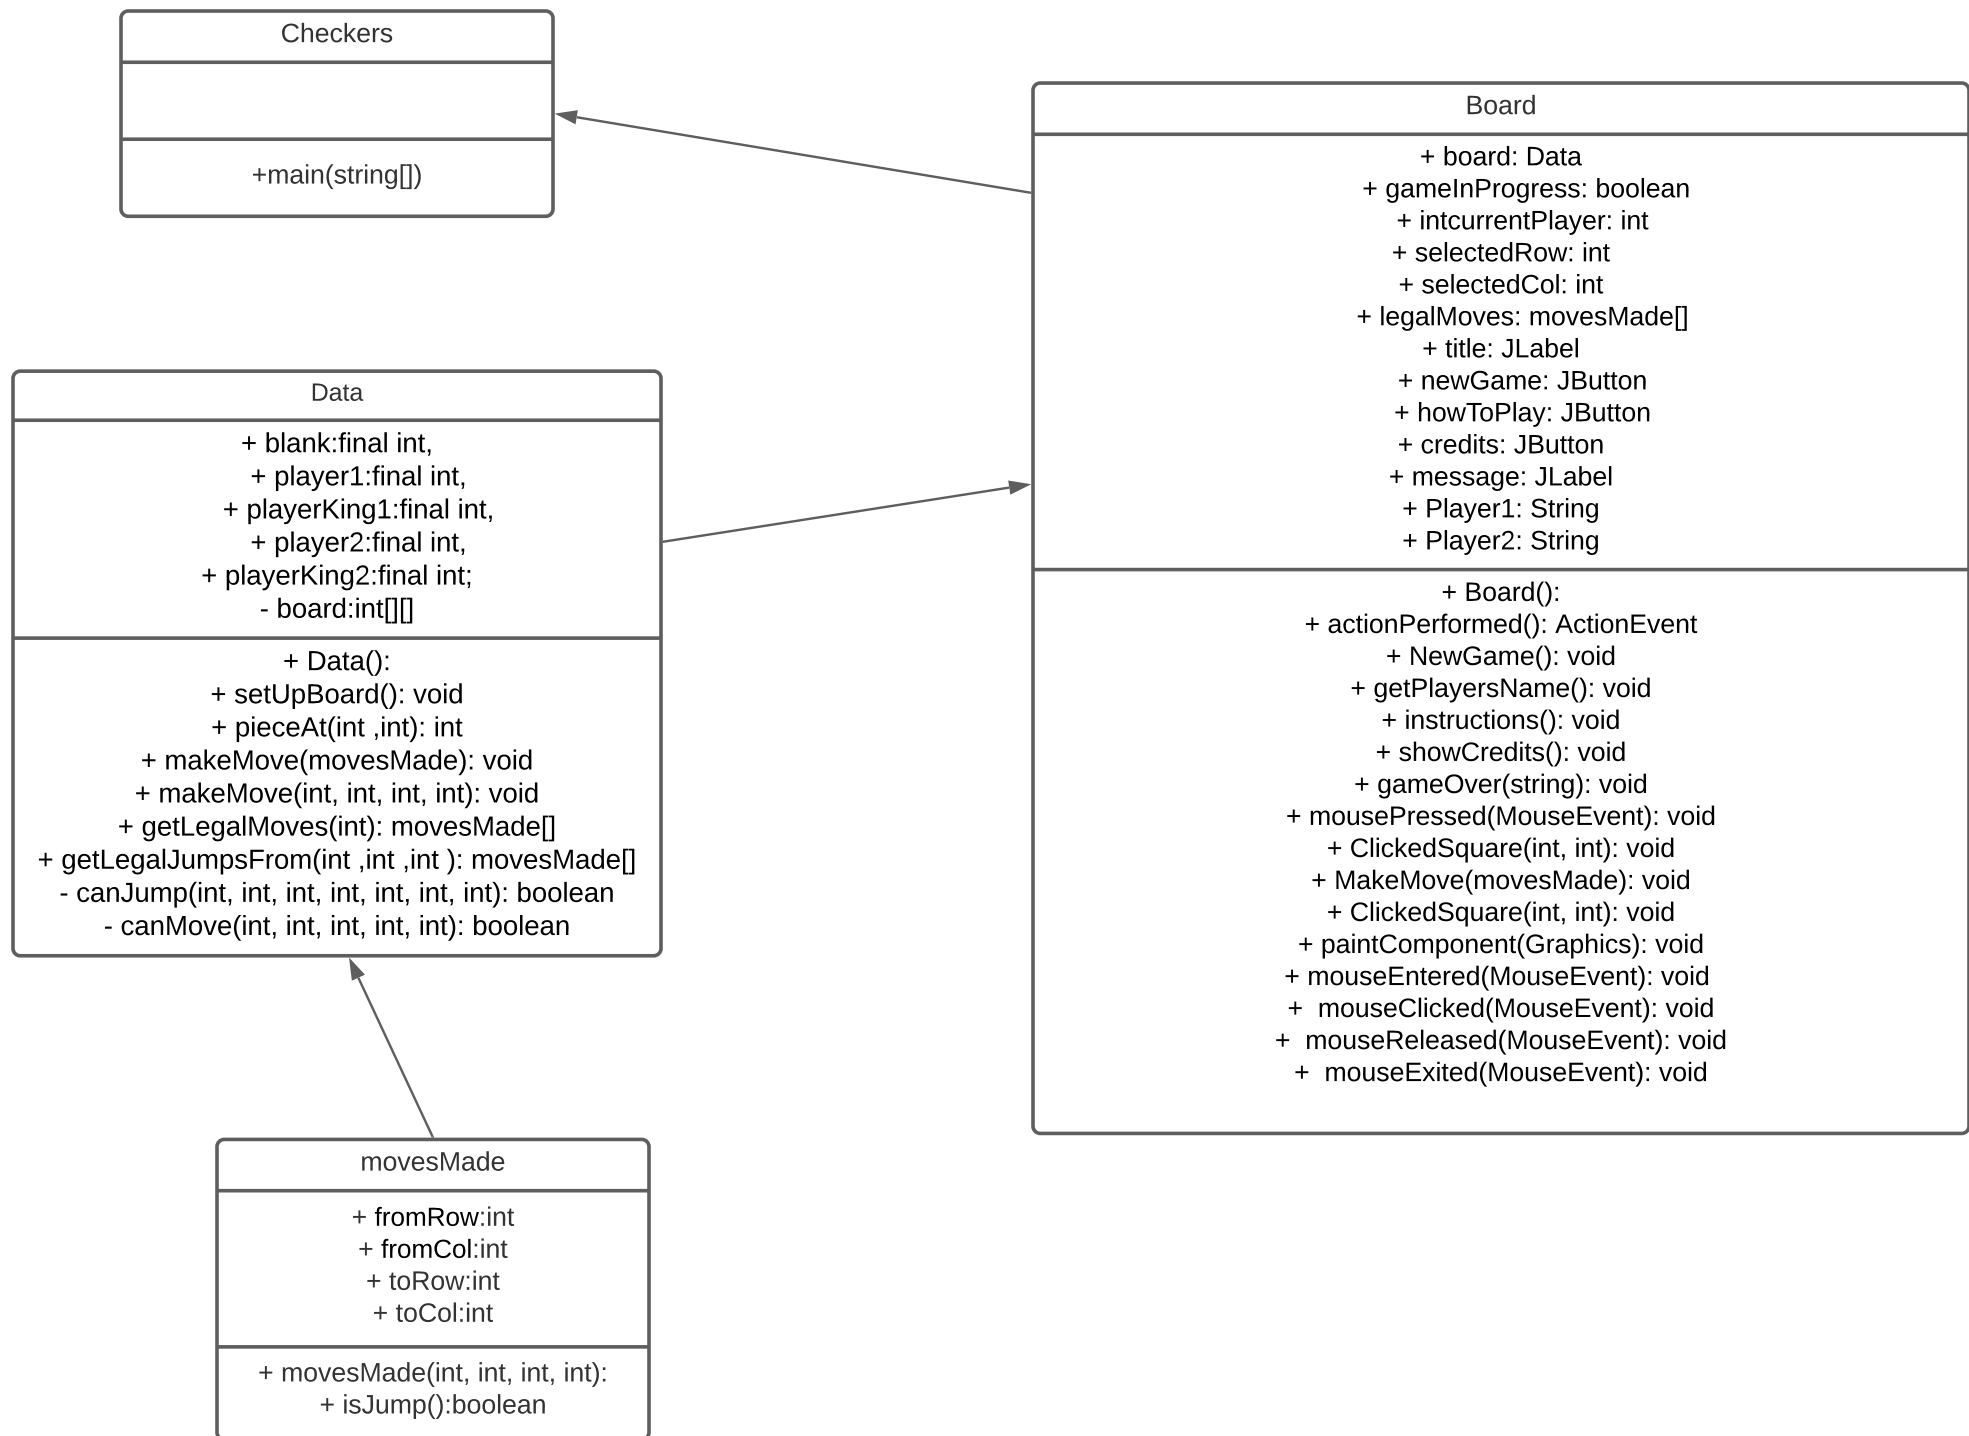 Checkers
+main(string[])
Board
+ board: Data
+ gameInProgress: boolean
+ intcurrentPlayer: int
+ selectedRow: int
+ selectedCol: int
+ legalMoves: movesMade[]
+ title: JLabel
+ newGame: JButton
+ howToPlay: JButton
+ credits: JButton
+ message: JLabel
+ Player1: String
+ Player2: String
+ Board():
+ actionPerformed(): ActionEvent
+ NewGame(): void
+ getPlayersName(): void
+ instructions(): void
+ showCredits(): void
+ gameOver(string): void
+ mousePressed(MouseEvent): void
+ ClickedSquare(int, int): void
+ MakeMove(movesMade): void
+ ClickedSquare(int, int): void
+ paintComponent(Graphics): void
+ mouseEntered(MouseEvent): void
+  mouseClicked(MouseEvent): void
+  mouseReleased(MouseEvent): void
+  mouseExited(MouseEvent): void
Data
+ blank:final int,
+ player1:final int,
+ playerKing1:final int,
+ player2:final int,
+ playerKing2:final int;
- board:int[][]
+ Data():
+ setUpBoard(): void
+ pieceAt(int ,int): int
+ makeMove(movesMade): void
+ makeMove(int, int, int, int): void
+ getLegalMoves(int): movesMade[]
+ getLegalJumpsFrom(int ,int ,int ): movesMade[]
- canJump(int, int, int, int, int, int, int): boolean
- canMove(int, int, int, int, int): boolean
movesMade
+ fromRow:int
+ fromCol:int
+ toRow:int
+ toCol:int
+ movesMade(int, int, int, int):
+ isJump():boolean